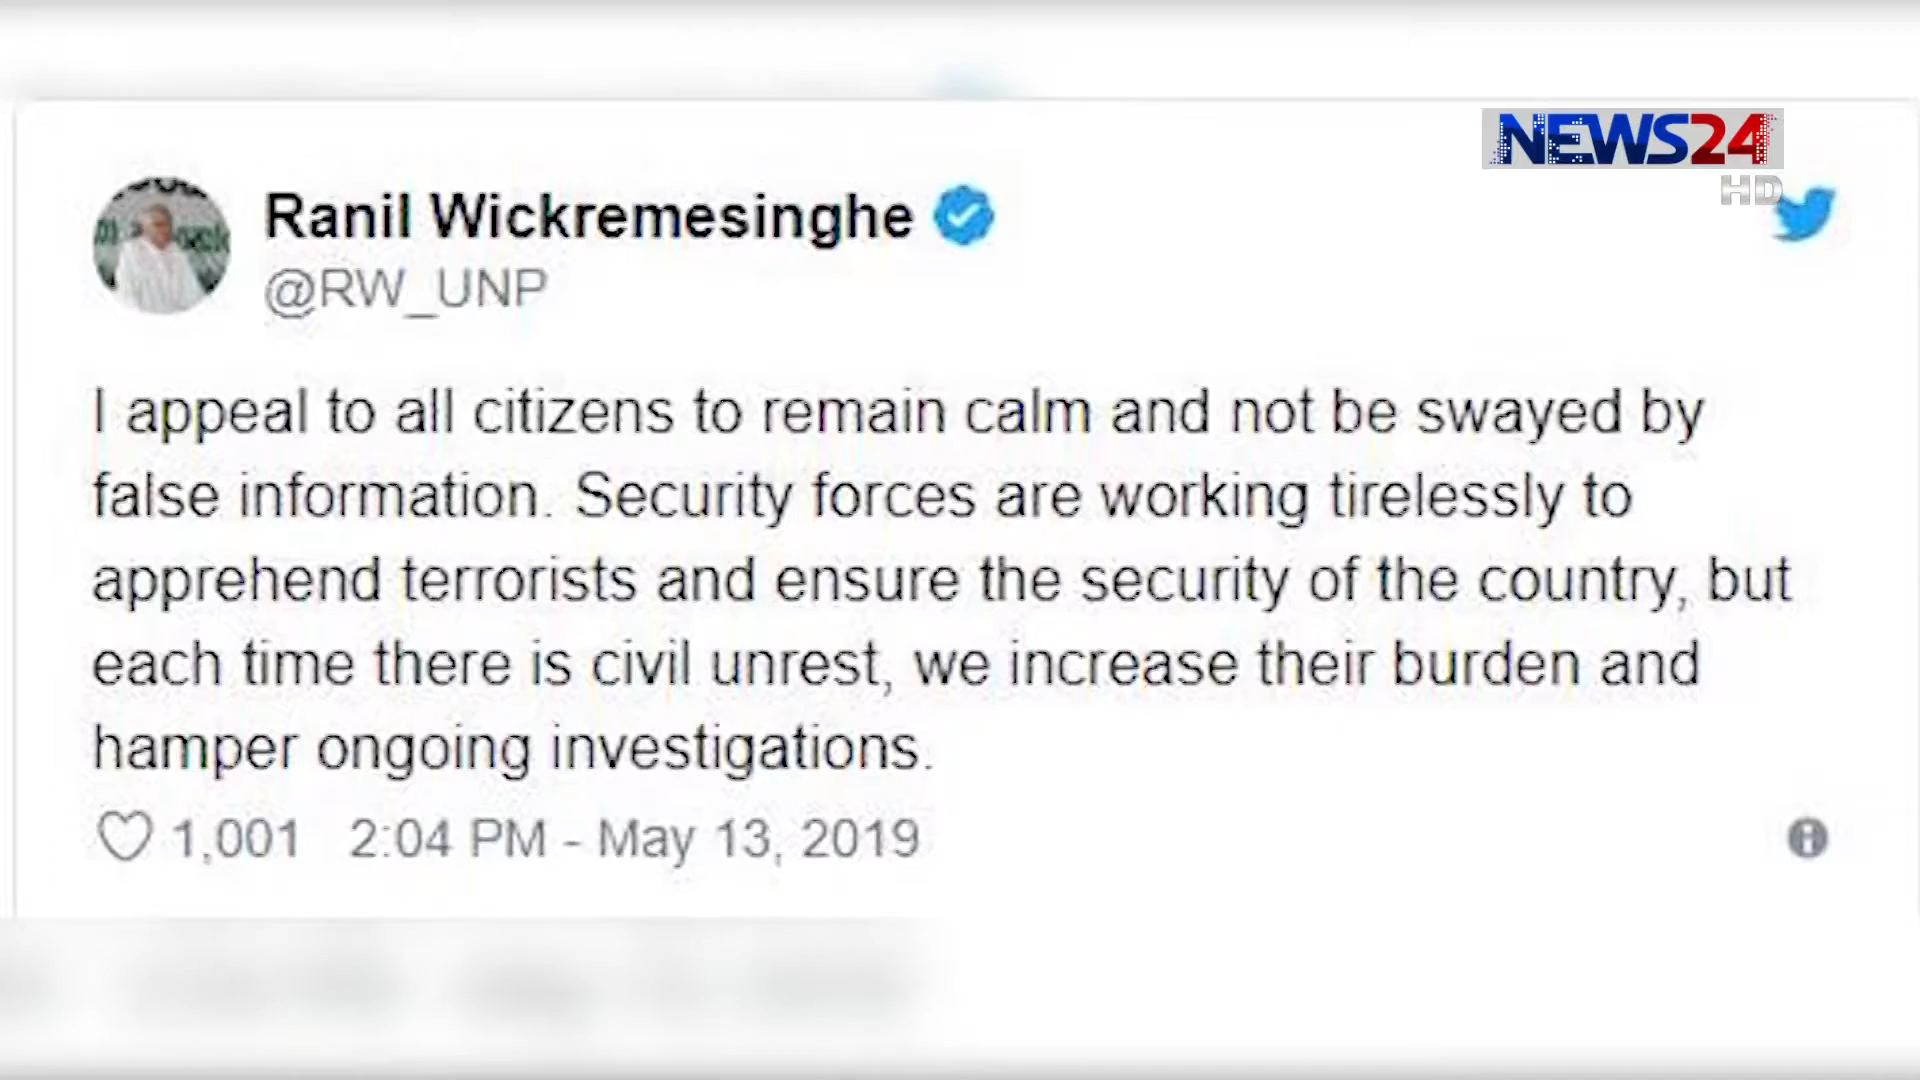 NEWS24
HD
Ranil Wickremesinghe
@RW_UNP
I appeal to all citizens to remain calm and not be swayed by
false information. Security forces are working tirelessly to
apprehend terrorists and ensure the security of the country, but
each time there is civil unrest, we increase their burden and
hamper ongoing investigations.
1,001 2:04 PM - May 13, 2019